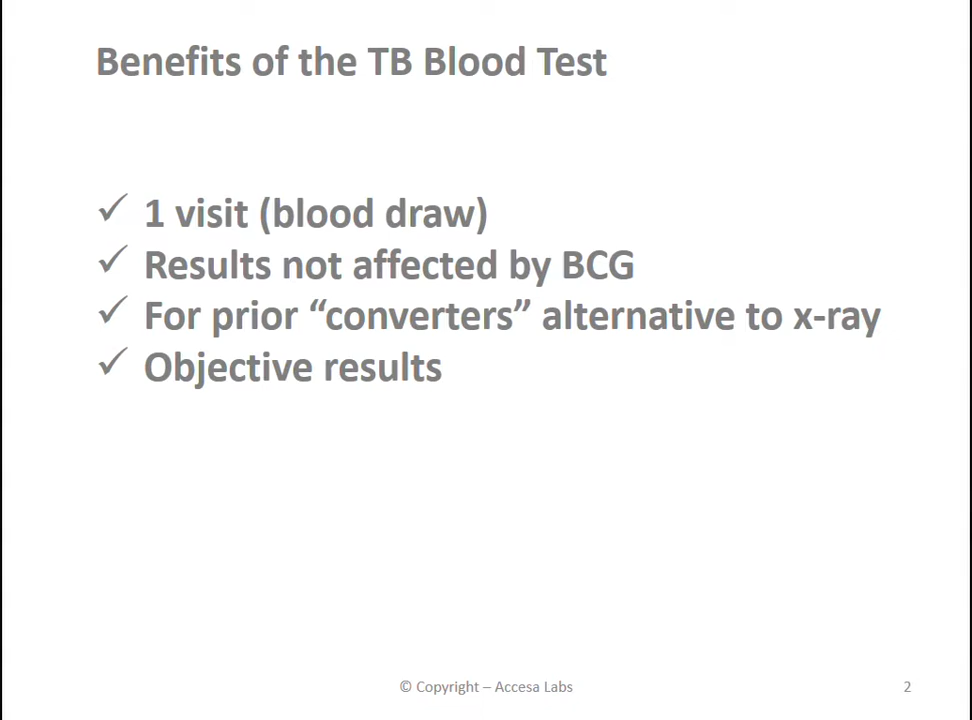 Benefits of the TB Blood Test
✓ 1 visit (blood draw)
✓ Results not affected by BCG
✓ For prior “converters” alternative to x-ray
✓ Objective results
© Copyright – Accesa Labs
2